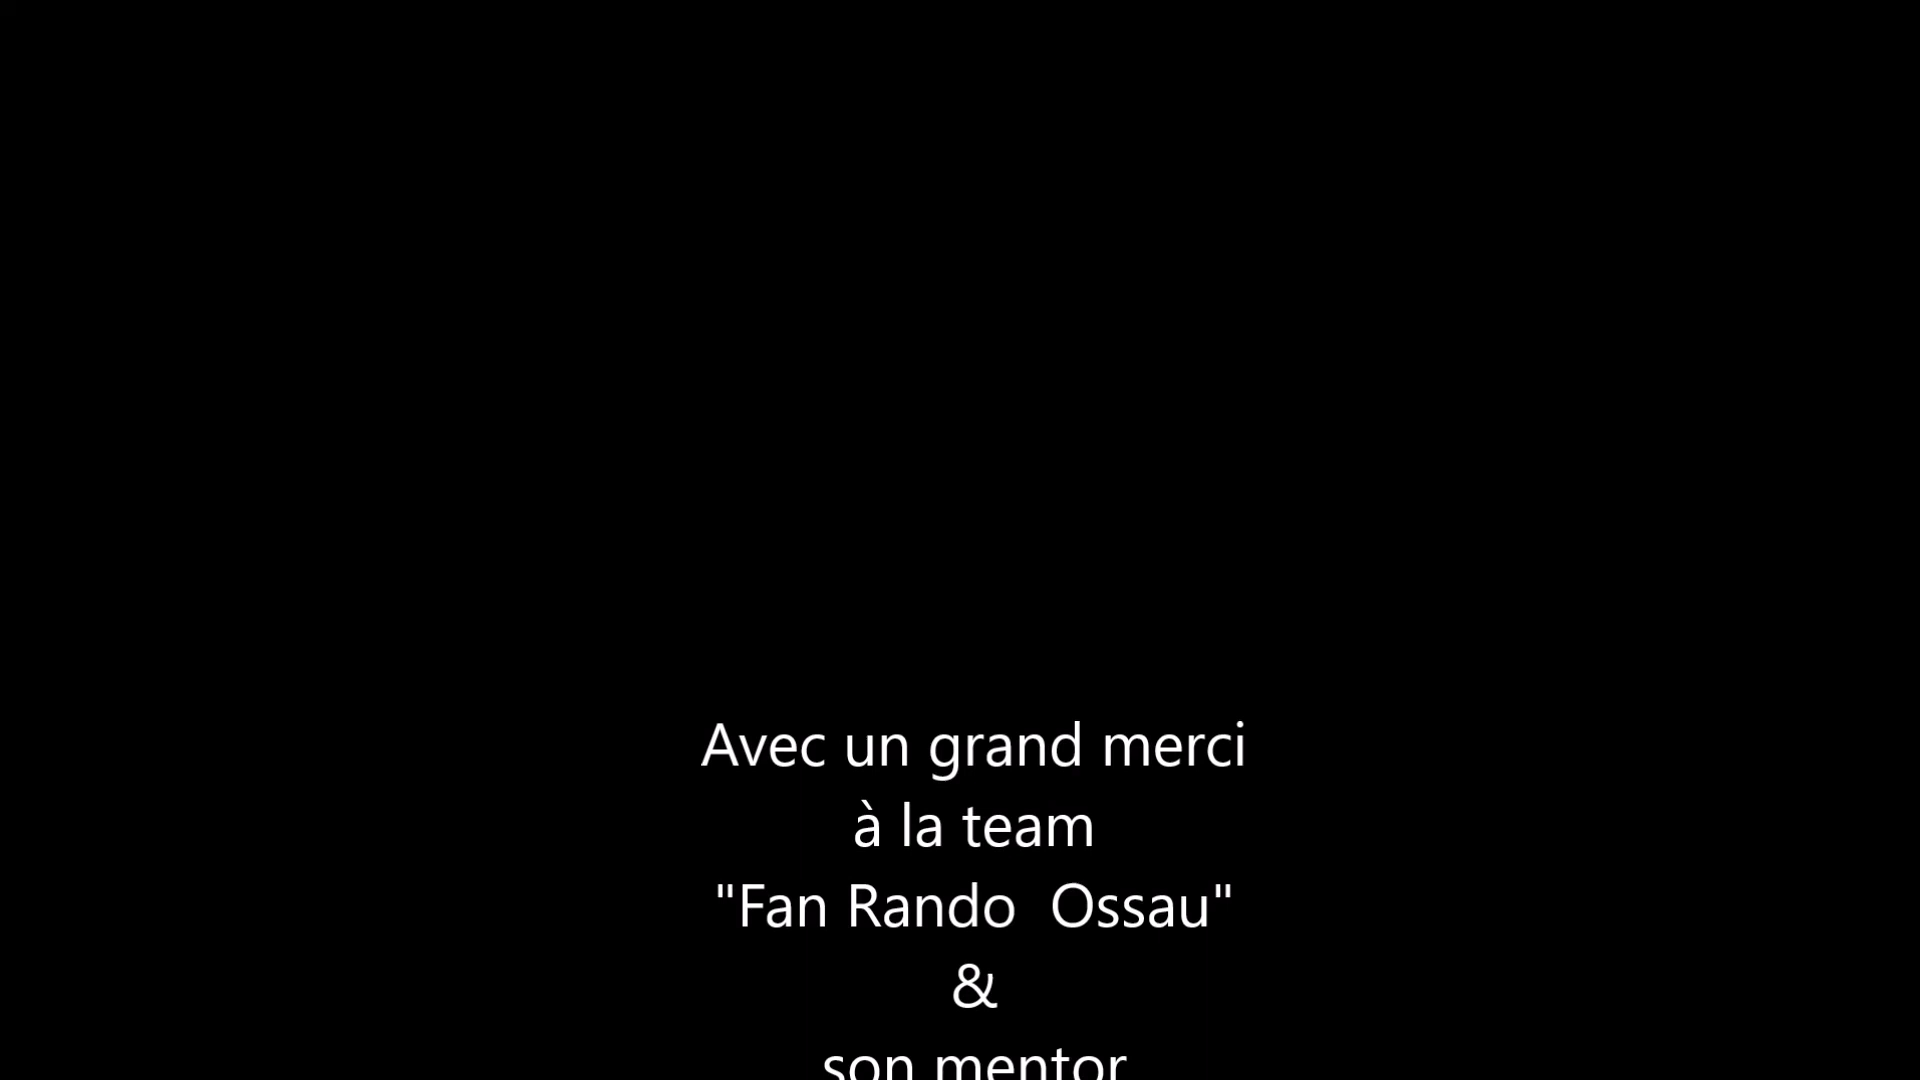 Avec un grand merci
à la team
"Fan Rando  Ossau"
&
son mentor